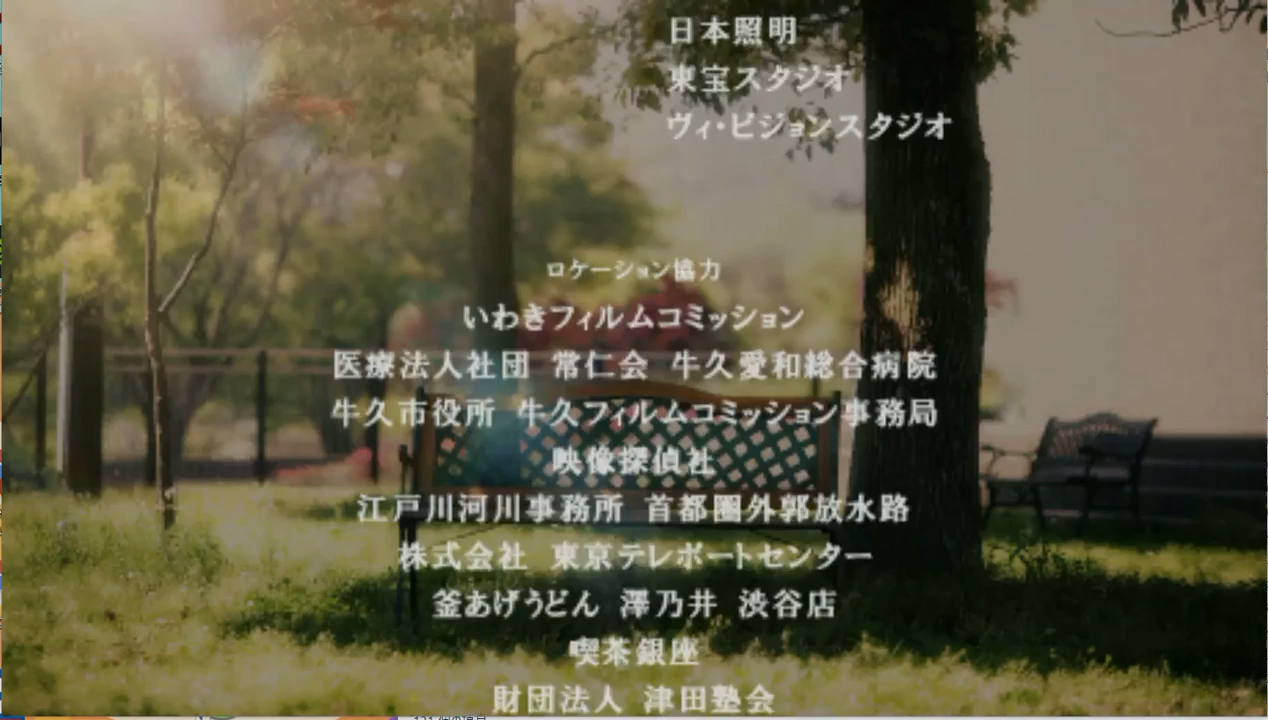 日本照明
東宝スタジオ
ヴィ・ビジョンスタジオ
ロケーション協力
いわきフィルムコミッション
医療法人社団 常仁会 牛久愛和総合病院
牛久市役所 牛久フィルムコミッション事務局
映像探偵社
江戸川河川事務所 首都圏外郭放水路
株式会社 東京テレポートセンター
釜あげうどん 澤乃井 渋谷店
喫茶銀座
財団法人 津田塾会